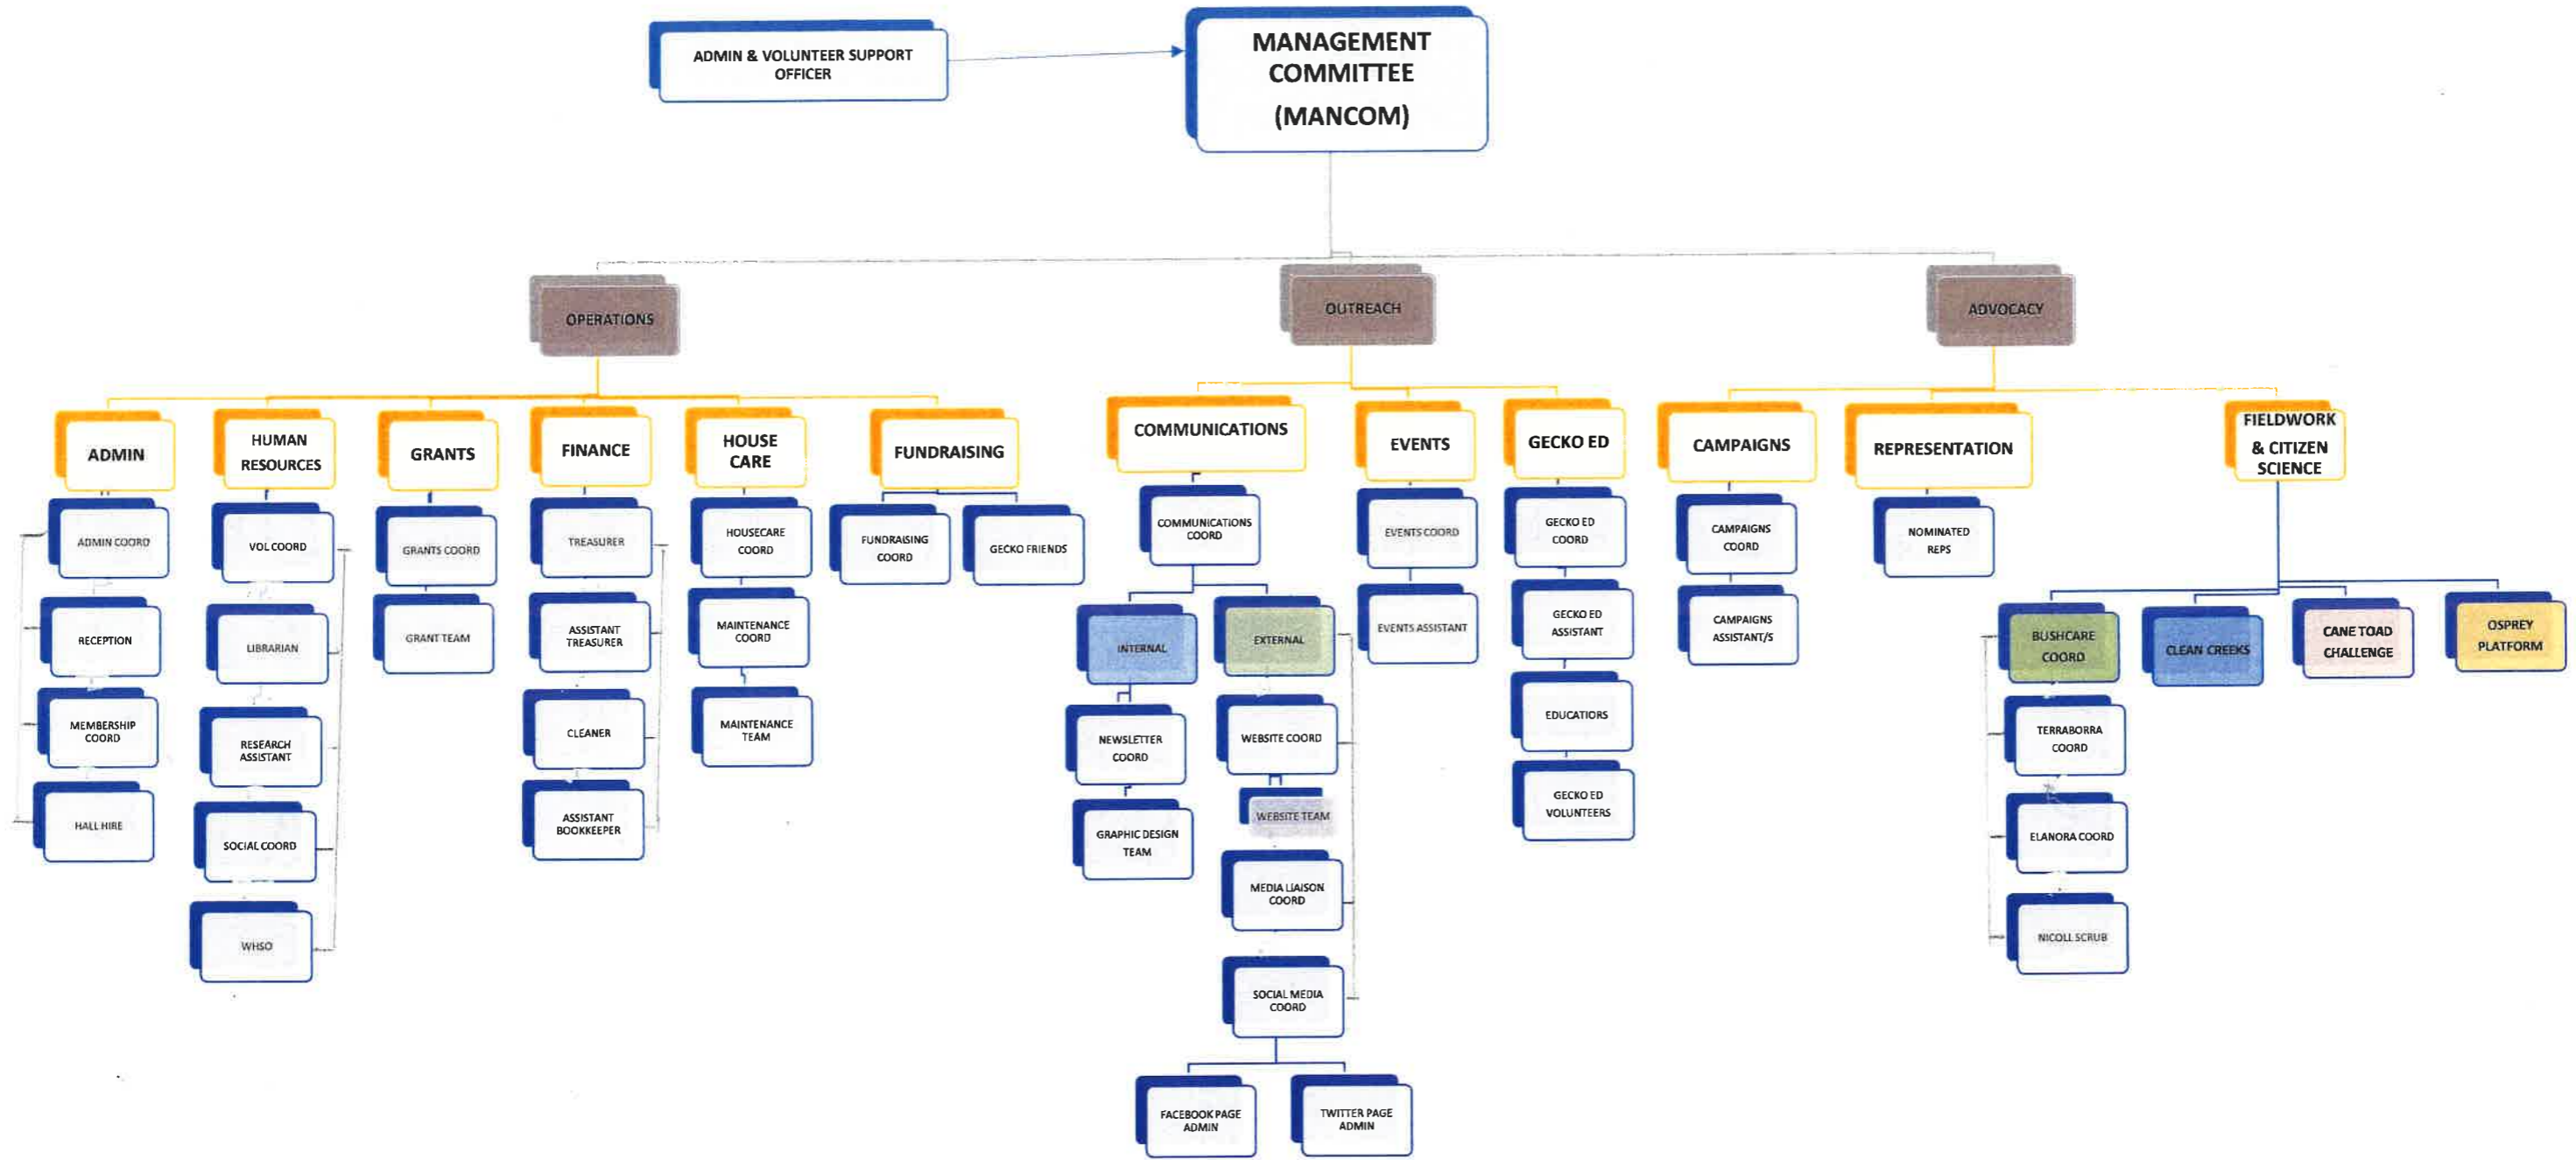 ADMIN & VOLUNTEER SUPPORT
OFFICER
MANAGEMENT
COMMITTEE
(MANCOM)
OPERATIONS
OUTREACH
ADVOCACY
ADMIN
HUMAN
RESOURCES
GRANTS
FINANCE
HOUSE
CARE
FUNDRAISING
COMMUNICATIONS
EVENTS
GECKO ED
CAMPAIGNS
REPRESENTATION
FIELDWORK
& CITIZEN
SCIENCE
ADMIN COORD
RECEPTION
MEMBERSHIP
COORD
HALL HIRE
VOL COORD
LIBRARIAN
RESEARCH
ASSISTANT
SOCIAL COORD
WHSO
GRANTS COORD
GRANT TEAM
TREASURER
ASSISTANT
TREASURER
CLEANER
ASSISTANT
BOOKKEEPER
HOUSECARE
COORD
MAINTENANCE
COORD
MAINTENANCE
TEAM
FUNDRAISING
COORD
GECKO FRIENDS
COMMUNICATIONS
COORD
INTERNAL
NEWSLETTER
COORD
GRAPHIC DESIGN
TEAM
EXTERNAL
WEBSITE COORD
WEBSITE TEAM
MEDIA LIAISON
COORD
SOCIAL MEDIA
COORD
FACEBOOK PAGE
ADMIN
TWITTER PAGE
ADMIN
EVENTS COORD
EVENTS ASSISTANT
GECKO ED
COORD
GECKO ED
ASSISTANT
EDUCATIORS
GECKO ED
VOLUNTEERS
CAMPAIGNS
COORD
CAMPAIGNS
ASSISTANT/S
NOMINATED
REPS
BUSHCARE
COORD
TERRABORRA
COORD
ELANORA COORD
NICOLL SCRUB
CLEAN CREEKS
CANE TOAD
CHALLENGE
OSPREY
PLATFORM